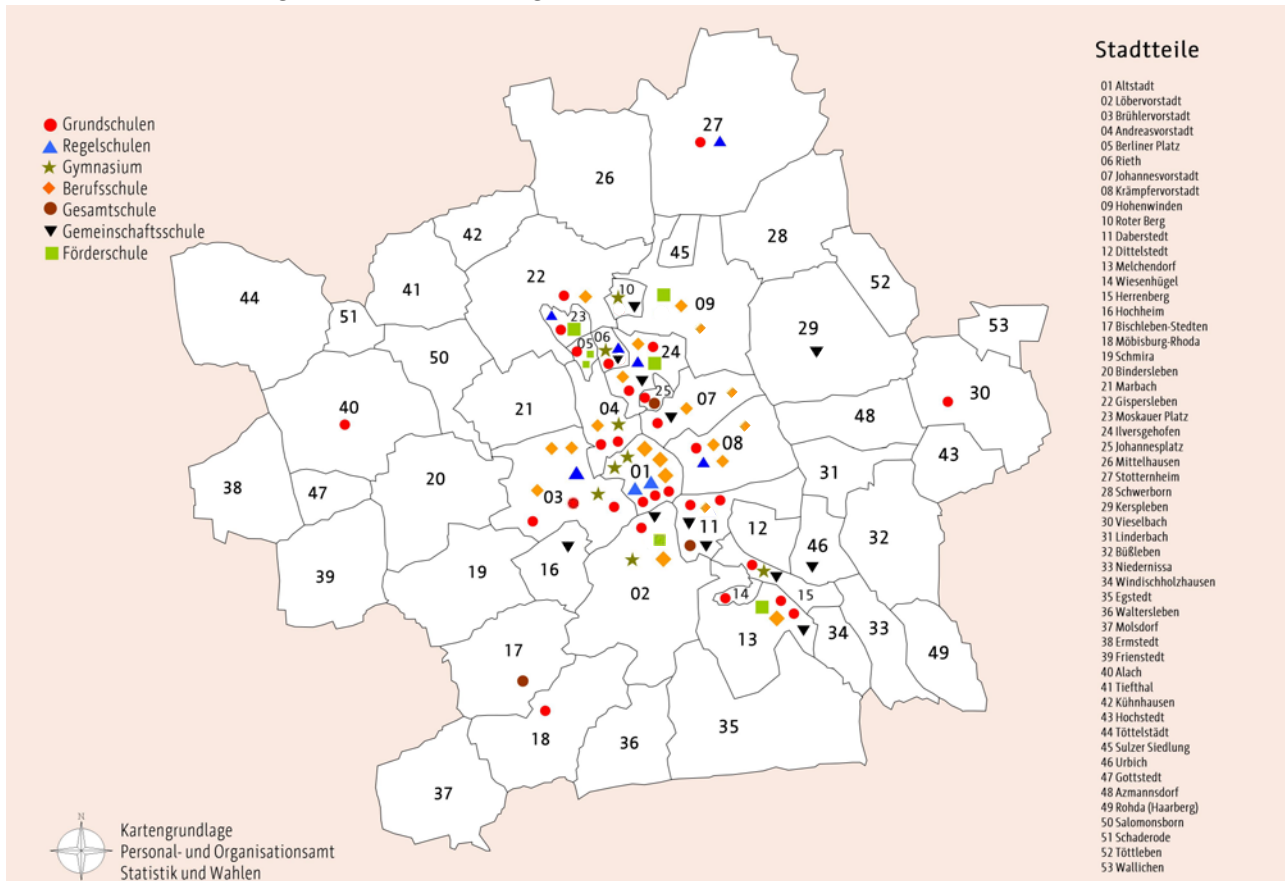 Stadtteile
01 Altstadt
02 Löbervorstadt
03 Brühlervorstadt
04 Andreasvorstadt
05 Berliner Platz
06 Rieth
07 Johannesvorstadt
08 Krämpfervorstadt
09 Hohenwinden
10 Roter Berg
11 Daberstedt
12 Dittelstedt
13 Melchendorf
14 Wiesenhügel
15 Herrenberg
16 Hochheim
17 Bischleben-Stedten
18 Möbisburg-Rhoda
19 Schmira
20 Bindersleben
21 Marbach
22 Gispersleben
23 Moskauer Platz
24 Ilversgehofen
25 Johannesplatz
26 Mittelhausen
27 Stotternheim
28 Schwerborn
29 Kerspleben
30 Vieselbach
31 Linderbach
32 Büßleben
33 Niedernissa
34 Windischholzhausen
35 Egstedt
36 Waltersleben
37 Molsdorf
38 Ermstedt
39 Frienstedt
40 Alach
41 Tiefthal
42 Kühnhausen
43 Hochstedt
44 Töttelstädt
45 Sulzer Siedlung
46 Urbich
47 Gottstedt
48 Azmannsdorf
49 Rohda (Haarberg)
50 Salomonsborn
51 Schaderode
52 Töttleben
53 Wallichen
Grundschulen
Regelschulen
Gymnasium
Berufsschule
Gesamtschule
Gemeinschaftsschule
Förderschule
27
26
28
42
45
52
44
41
22
10
09
51
23
29
53
50
05
06
24
30
25
40
21
04
07
48
08
43
01
31
38
47
20
03
11
12
46
32
39
19
16
02
14
15
13
34
33
49
17
18
36
35
37
N
Kartengrundlage
Personal- und Organisationsamt
Statistik und Wahlen